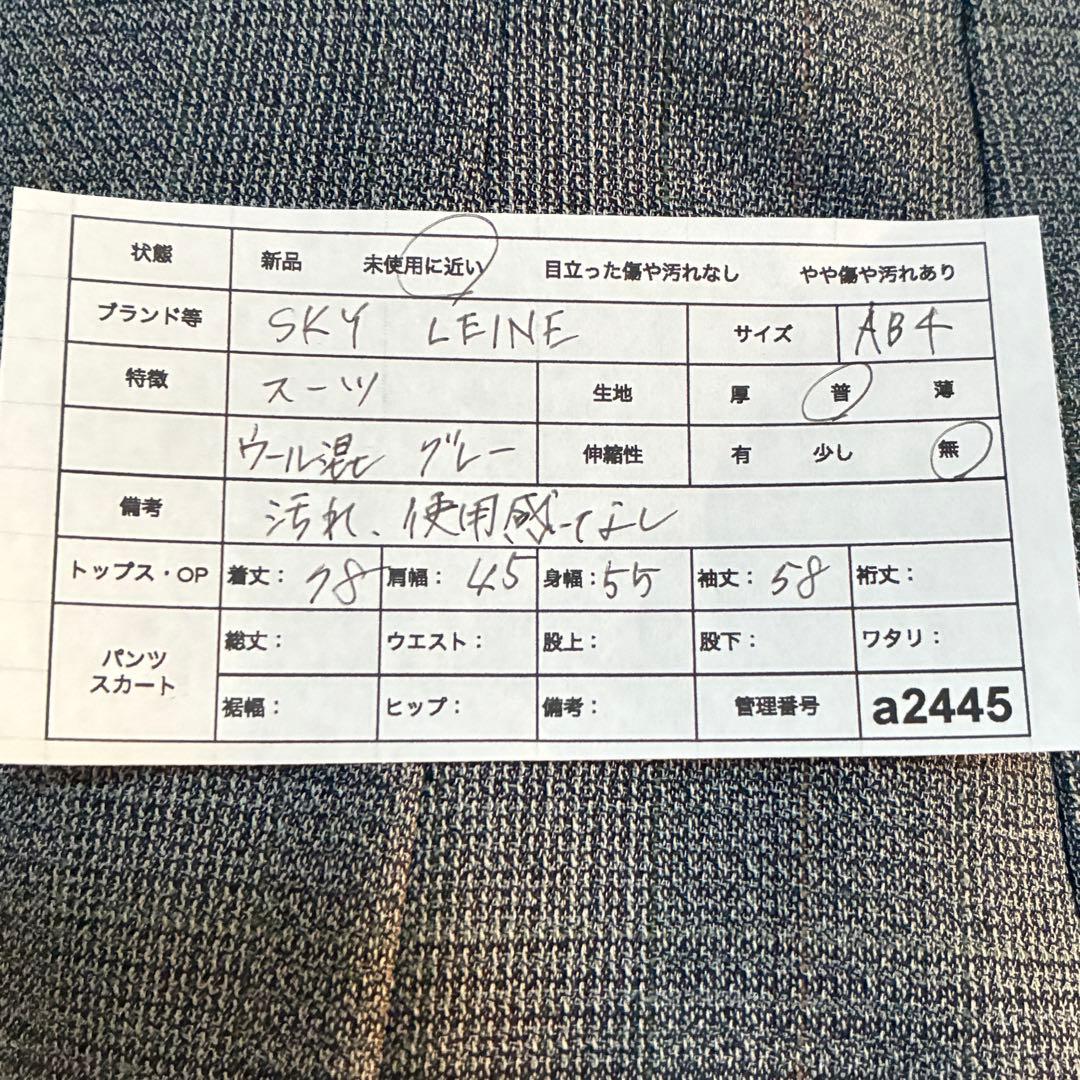 状態 新品 未使用に近い 目立った傷や汚れなし やや傷や汚れあり
ブランド等 SKY LEINE サイズ AB4
特徴 スーツ 生地 厚 普 薄
ウール混 グレー 伸縮性 有 少し 無
備考 汚れ、使用感なし
トップス・OP 着丈: 78 肩幅: 45 身幅: 55 袖丈: 58 裄丈:
パンツ スカート
総丈: ウエスト: 股上: 股下: ワタリ:
裾幅: ヒップ: 備考: 管理番号 a2445